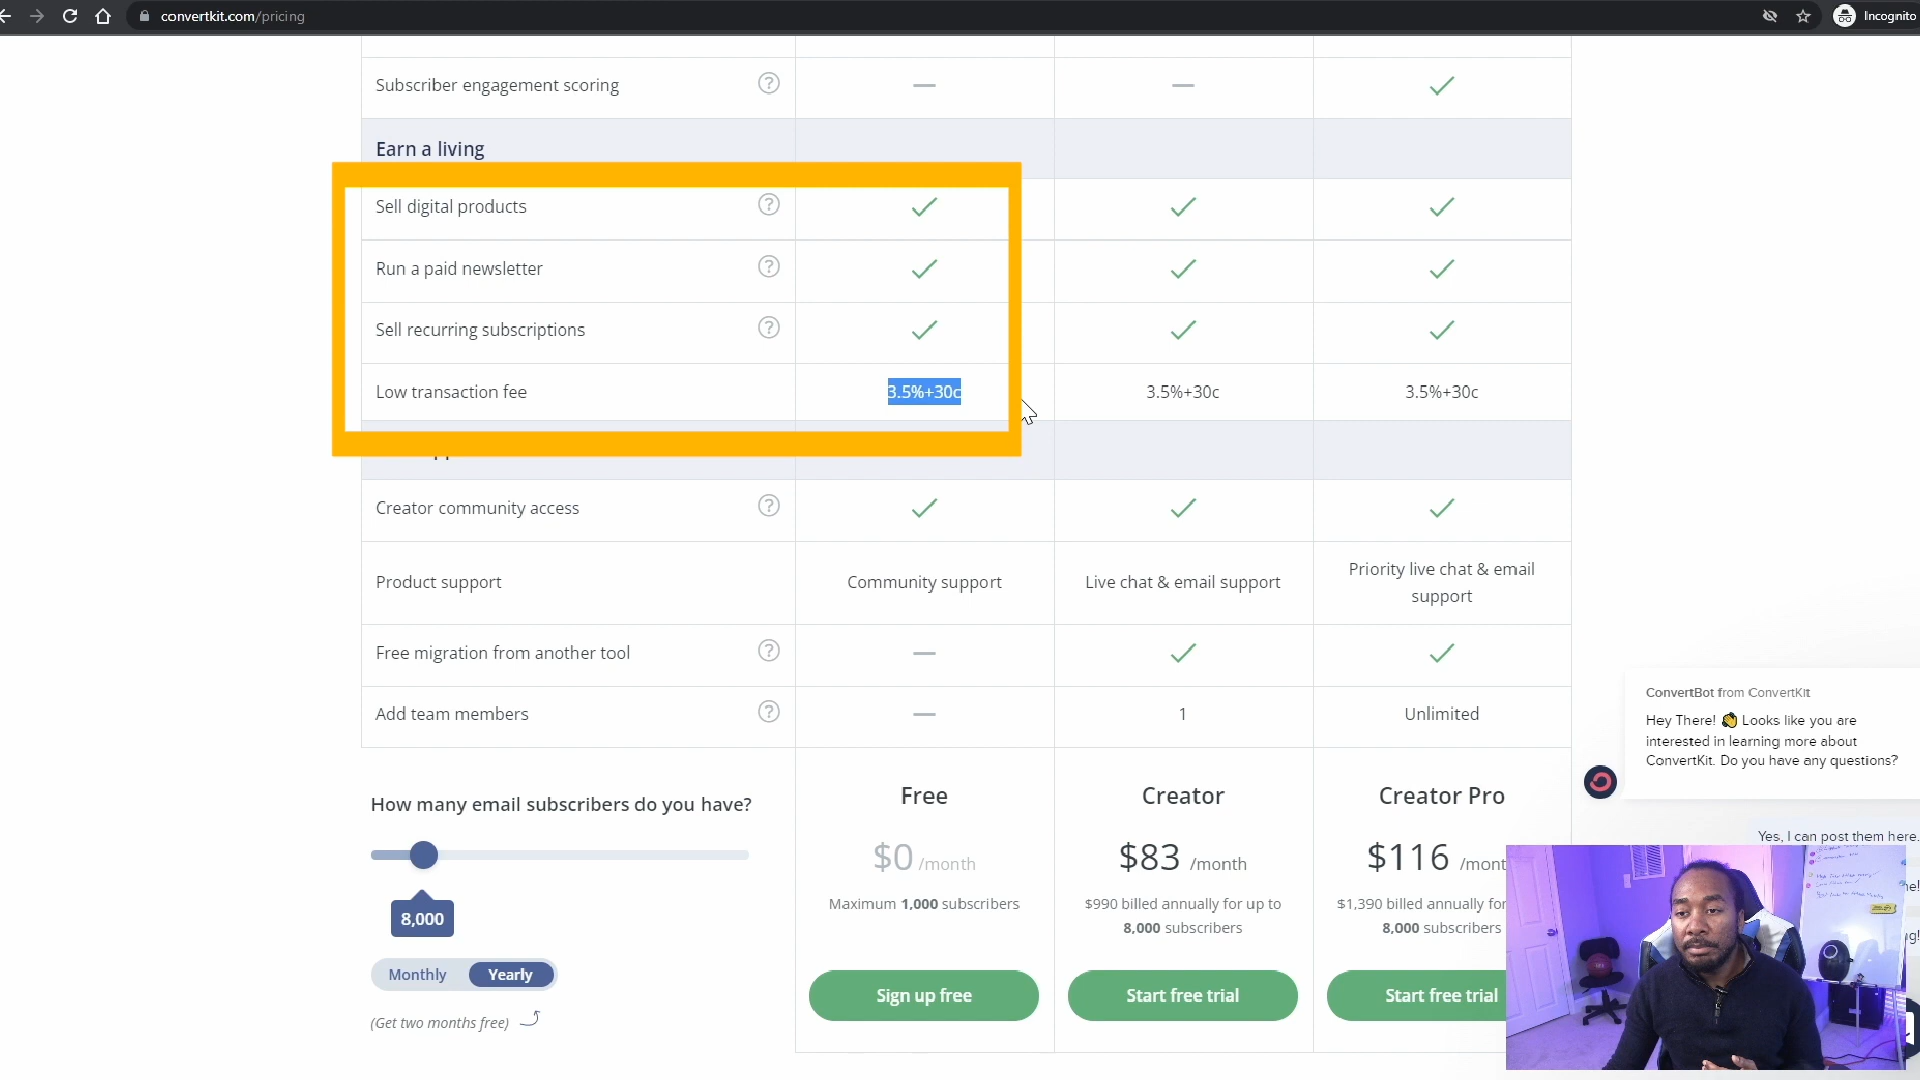 convertkit.com/pricing
Incognito
Subscriber engagement scoring ? — —
Earn a living
Sell digital products ?
Run a paid newsletter ?
Sell recurring subscriptions ?
Low transaction fee 3.5%+30c 3.5%+30c 3.5%+30c
Creator community access ?
Product support Community support Live chat & email support Priority live chat & email
support
Free migration from another tool ? —
Add team members ? — 1 Unlimited
ConvertBot from ConvertKit
Hey There! 👋 Looks like you are
interested in learning more about
ConvertKit. Do you have any questions?
Yes, I can post them here.
How many email subscribers do you have?
8,000
Monthly Yearly
(Get two months free)
Free
$0 /month
Maximum 1,000 subscribers
Sign up free
Creator
$83 /month
$990 billed annually for up to
8,000 subscribers
Start free trial
Creator Pro
$116 /mont
$1,390 billed annually for
8,000 subscribers
Start free trial